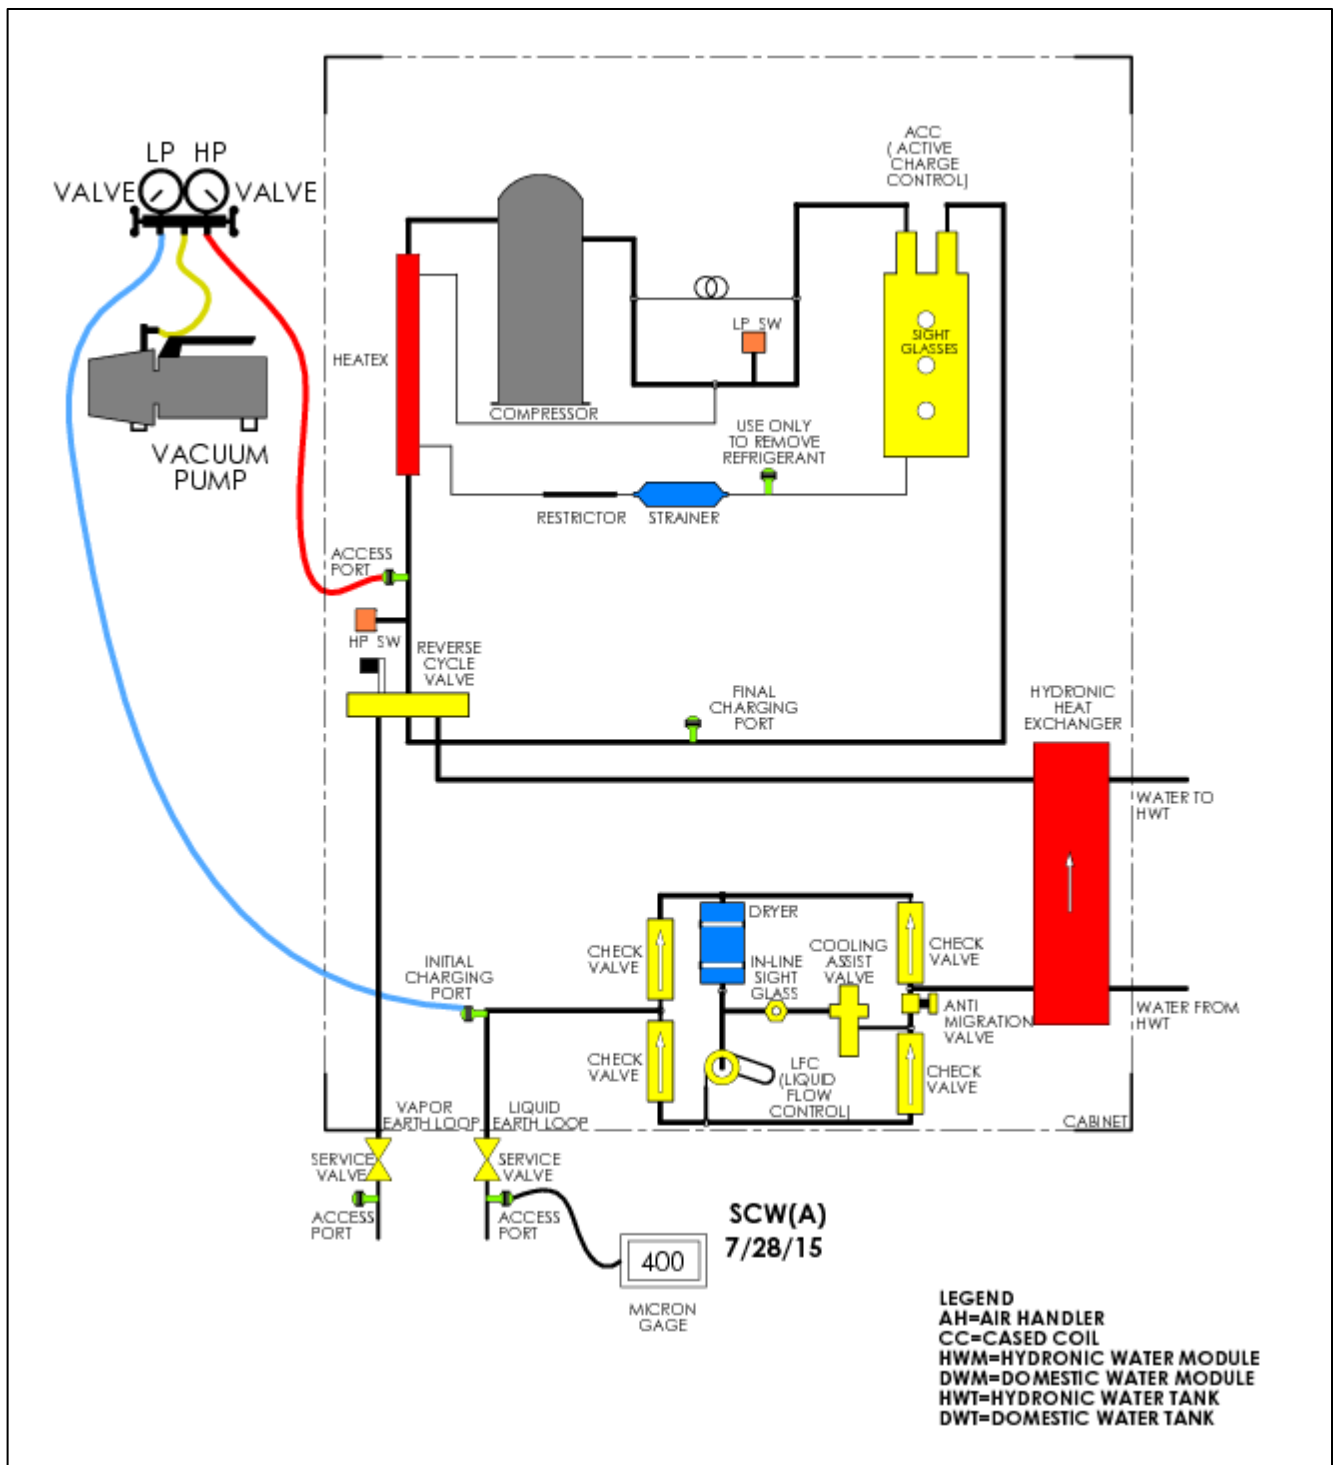 LP HP
VALVE VALVE
VACUUM
PUMP
ACC
( ACTIVE
CHARGE
CONTROL)
SIGHT
GLASSES
LP SW
HEATEX
COMPRESSOR
USE ONLY
TO REMOVE
REFRIGERANT
RESTRICTOR
STRAINER
ACCESS
PORT
HP SW
REVERSE
CYCLE
VALVE
FINAL
CHARGING
PORT
HYDRONIC
HEAT
EXCHANGER
WATER TO
HWT
DRYER
CHECK
VALVE
IN-LINE
SIGHT
GLASS
COOLING
ASSIST
VALVE
CHECK
VALVE
INITIAL
CHARGING
PORT
ANTI
MIGRATION
VALVE
WATER FROM
HWT
CHECK
VALVE
LFC
(LIQUID
FLOW
CONTROL)
CHECK
VALVE
VAPOR
EARTH LOOP
LIQUID
EARTH LOOP
CABINET
SERVICE
VALVE
SERVICE
VALVE
ACCESS
PORT
ACCESS
PORT
SCW(A)
7/28/15
400
MICRON
GAGE
LEGEND
AH=AIR HANDLER
CC=CASED COIL
HWM=HYDRONIC WATER MODULE
DWM=DOMESTIC WATER MODULE
HWT=HYDRONIC WATER TANK
DWT=DOMESTIC WATER TANK